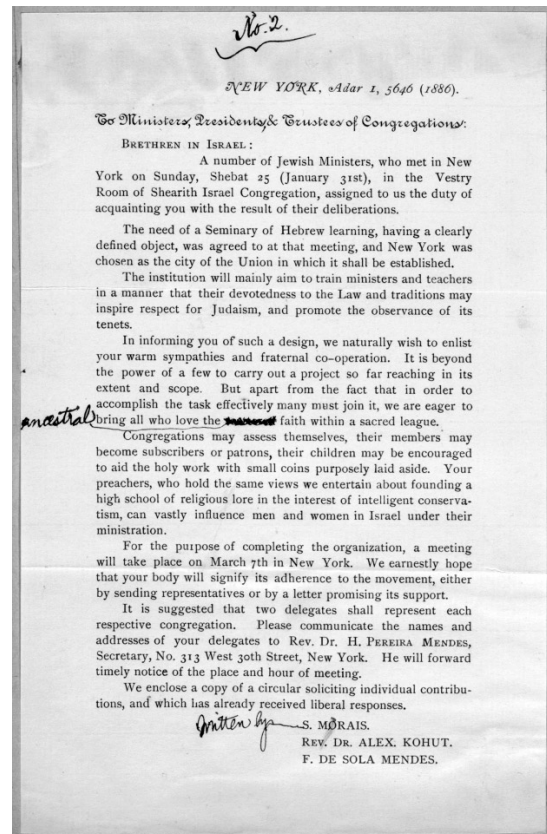 No. 2.
NEW YORK, Adar 1, 5646 (1886).
To Ministers, Presidents, & Trustees of Congregations:
BRETHREN IN ISRAEL:
A number of Jewish Ministers, who met in New
York on Sunday, Shebat 25 (January 31st), in the Vestry
Room of Shearith Israel Congregation, assigned to us the duty of
acquainting you with the result of their deliberations.
The need of a Seminary of Hebrew learning, having a clearly
defined object, was agreed to at that meeting, and New York was
chosen as the city of the Union in which it shall be established.
The institution will mainly aim to train ministers and teachers
in a manner that their devotedness to the Law and traditions may
inspire respect for Judaism, and promote the observance of its
tenets.
In informing you of such a design, we naturally wish to enlist
your warm sympathies and fraternal co-operation. It is beyond
the power of a few to carry out a project so far reaching in its
extent and scope. But apart from the fact that in order to
accomplish the task effectively many must join it, we are eager to
ancestral
bring all who love the faith within a sacred league.
Congregations may assess themselves, their members may
become subscribers or patrons, their children may be encouraged
to aid the holy work with small coins purposely laid aside. Your
preachers, who hold the same views we entertain about founding a
high school of religious lore in the interest of intelligent conserva-
tism, can vastly influence men and women in Israel under their
ministration.
For the purpose of completing the organization, a meeting
will take place on March 7th in New York. We earnestly hope
that your body will signify its adherence to the movement, either
by sending representatives or by a letter promising its support.
It is suggested that two delegates shall represent each
respective congregation. Please communicate the names and
addresses of your delegates to Rev. Dr. H. PEREIRA MENDES,
Secretary, No. 313 West 30th Street, New York. He will forward
timely notice of the place and hour of meeting.
We enclose a copy of a circular soliciting individual contribu-
tions, and which has already received liberal responses.
Written by S. MORAIS.
REV. DR. ALEX. KOHUT.
F. DE SOLA MENDES.